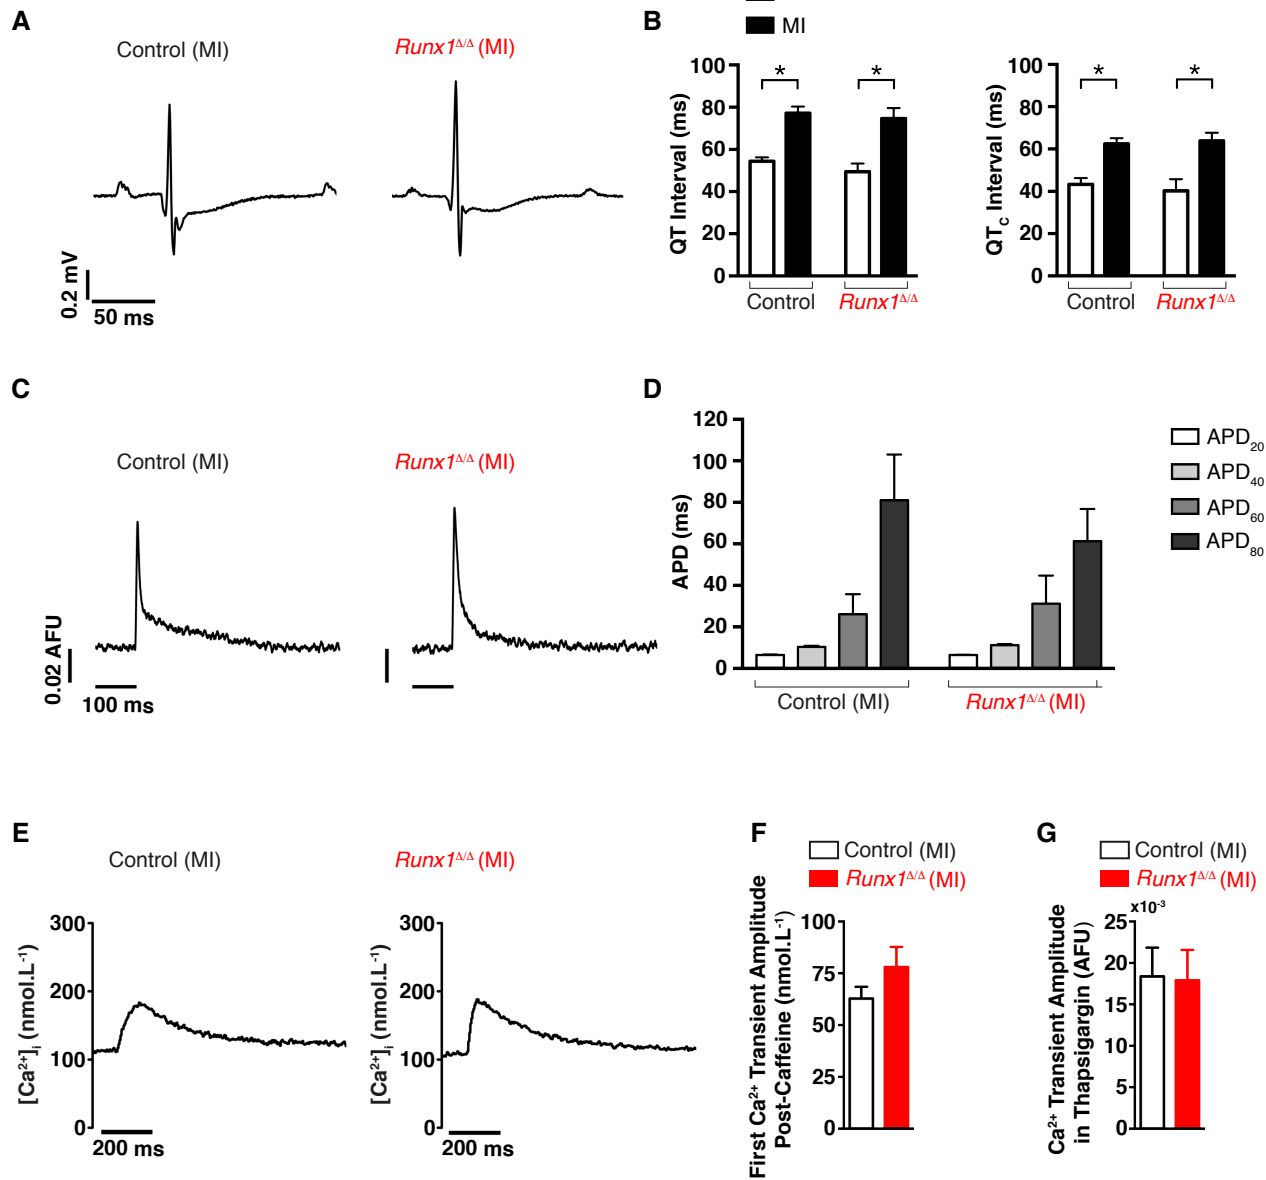 A
Control (MI)
Runx1Δ/Δ (MI)
0.2 mV
50 ms
B
MI
QT Interval (ms)
100
80
60
40
20
0
*
*
Control
Runx1Δ/Δ
QTC Interval (ms)
100
80
60
40
20
0
*
*
Control
Runx1Δ/Δ
C
Control (MI)
Runx1Δ/Δ (MI)
0.02 AFU
100 ms
D
APD (ms)
120
100
80
60
40
20
0
Control (MI)
Runx1Δ/Δ (MI)
APD20
APD40
APD60
APD80
E
Control (MI)
Runx1Δ/Δ (MI)
[Ca2+]i (nmol.L-1)
300
200
100
0
200 ms
[Ca2+]i (nmol.L-1)
300
200
100
0
200 ms
F
Control (MI)
Runx1Δ/Δ (MI)
First Ca2+ Transient Amplitude
Post-Caffeine (nmol.L-1)
100
75
50
25
0
G
Control (MI)
Runx1Δ/Δ (MI)
x10-3
Ca2+ Transient Amplitude
in Thapsigargin (AFU)
25
20
15
10
5
0